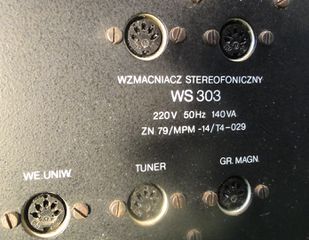 WZMACNIACZ STEREOFONICZNY
WS 303
220V 50Hz 140VA
ZN 79/MPM -14/T4-029
WE.UNIW. TUNER GR. MAGN.